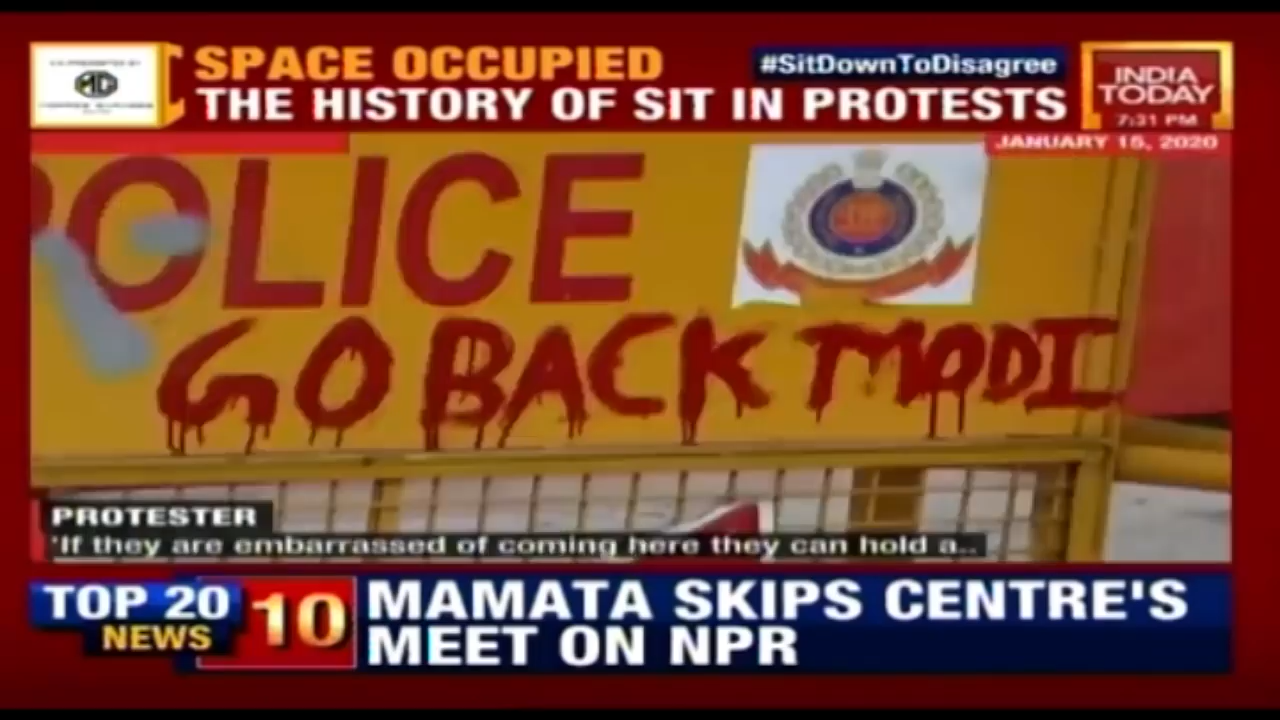 SPACE OCCUPIED
#SitDownToDisagree
THE HISTORY OF SIT IN PROTESTS
INDIA
TODAY
7:31 PM
JANUARY 15, 2020
POLICE
GO BACK MODI
PROTESTER
'If they are embarrassed of coming here they can hold a..
TOP 20
NEWS
10
MAMATA SKIPS CENTRE'S
MEET ON NPR